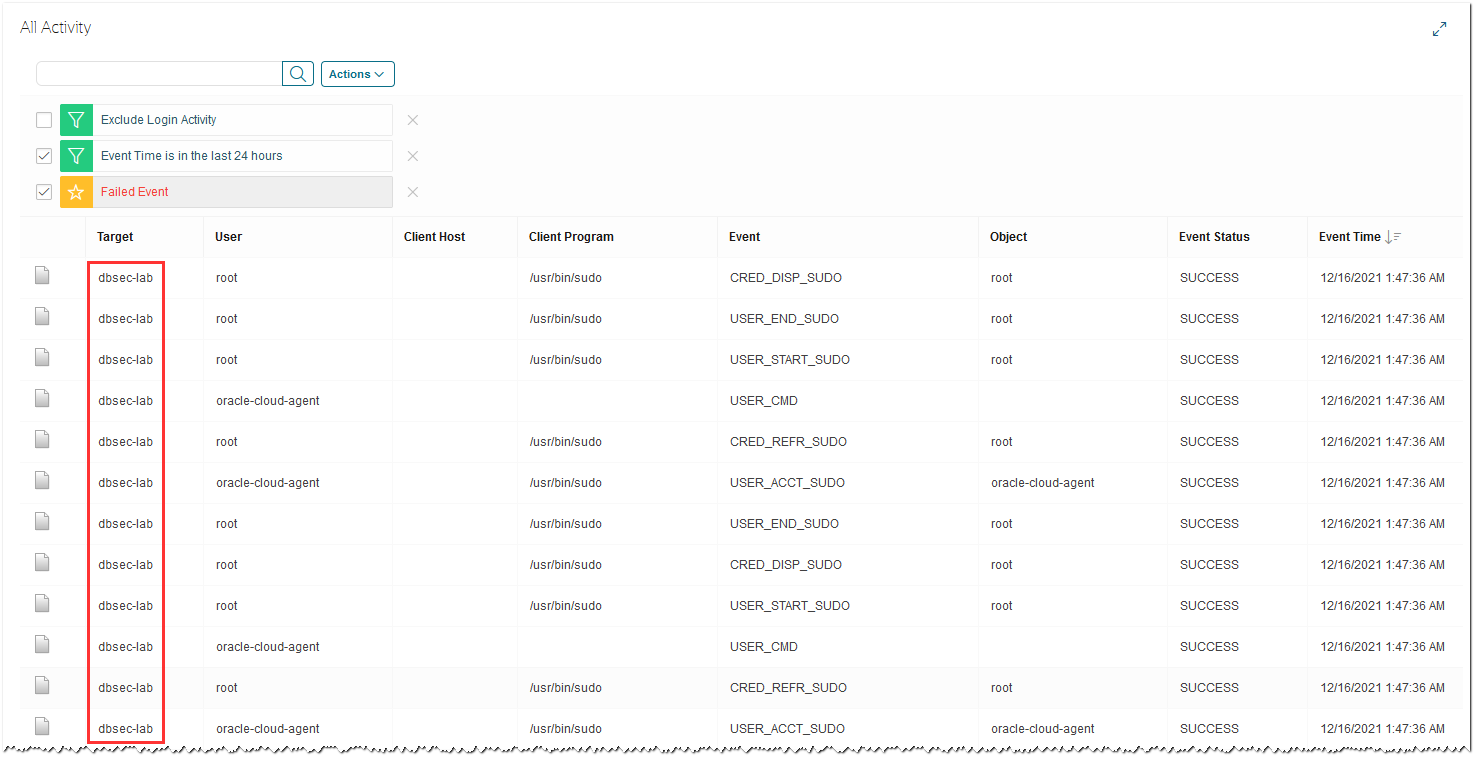 All Activity
Actions
Exclude Login Activity
Event Time is in the last 24 hours
Failed Event
Target User Client Host Client Program Event Object Event Status Event Time
dbsec-lab root /usr/bin/sudo CRED_DISP_SUDO root SUCCESS 12/16/2021 1:47:36 AM
dbsec-lab root /usr/bin/sudo USER_END_SUDO root SUCCESS 12/16/2021 1:47:36 AM
dbsec-lab root /usr/bin/sudo USER_START_SUDO root SUCCESS 12/16/2021 1:47:36 AM
dbsec-lab oracle-cloud-agent USER_CMD SUCCESS 12/16/2021 1:47:36 AM
dbsec-lab root /usr/bin/sudo CRED_REFR_SUDO root SUCCESS 12/16/2021 1:47:36 AM
dbsec-lab oracle-cloud-agent /usr/bin/sudo USER_ACCT_SUDO oracle-cloud-agent SUCCESS 12/16/2021 1:47:36 AM
dbsec-lab root /usr/bin/sudo USER_END_SUDO root SUCCESS 12/16/2021 1:47:36 AM
dbsec-lab root /usr/bin/sudo CRED_DISP_SUDO root SUCCESS 12/16/2021 1:47:36 AM
dbsec-lab root /usr/bin/sudo USER_START_SUDO root SUCCESS 12/16/2021 1:47:36 AM
dbsec-lab oracle-cloud-agent USER_CMD SUCCESS 12/16/2021 1:47:36 AM
dbsec-lab root /usr/bin/sudo CRED_REFR_SUDO root SUCCESS 12/16/2021 1:47:36 AM
dbsec-lab oracle-cloud-agent /usr/bin/sudo USER_ACCT_SUDO oracle-cloud-agent SUCCESS 12/16/2021 1:47:36 AM